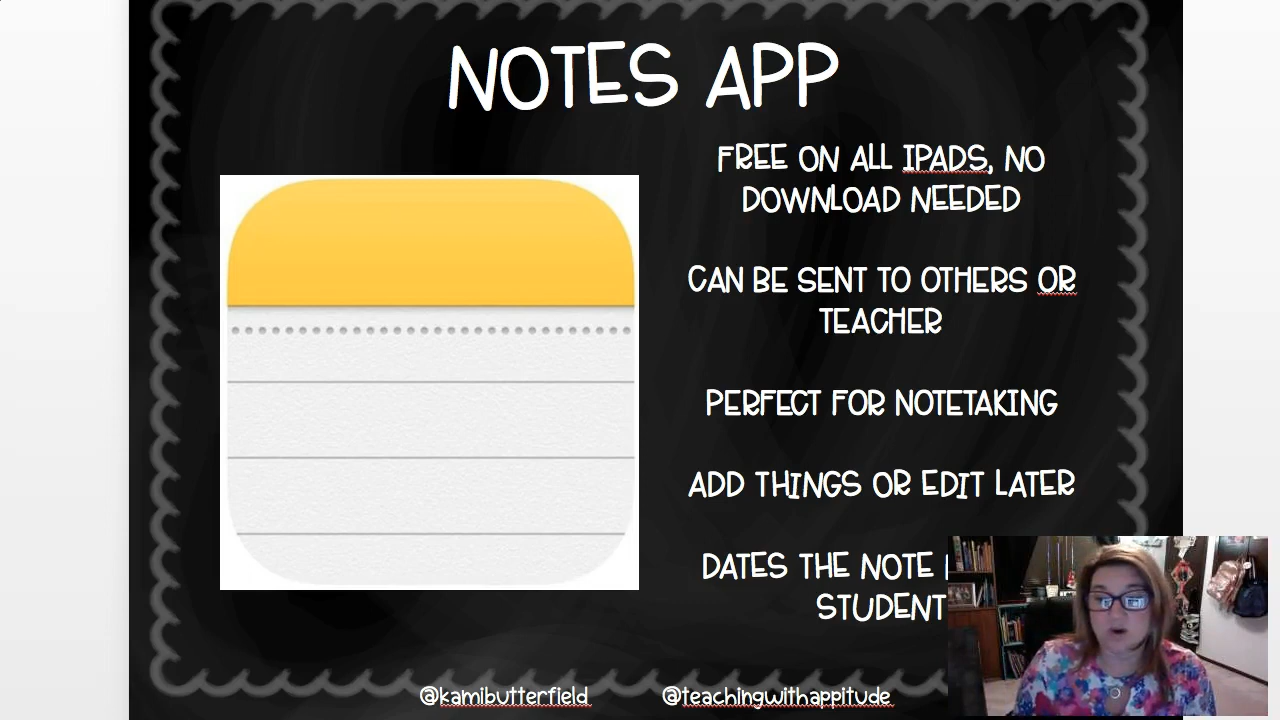 NOTES APP
FREE ON ALL IPADS, NO
DOWNLOAD NEEDED
CAN BE SENT TO OTHERS OR
TEACHER
PERFECT FOR NOTETAKING
ADD THINGS OR EDIT LATER
DATES THE NOTE
STUDENT
@kamibutterfield
@teachingwithappitude